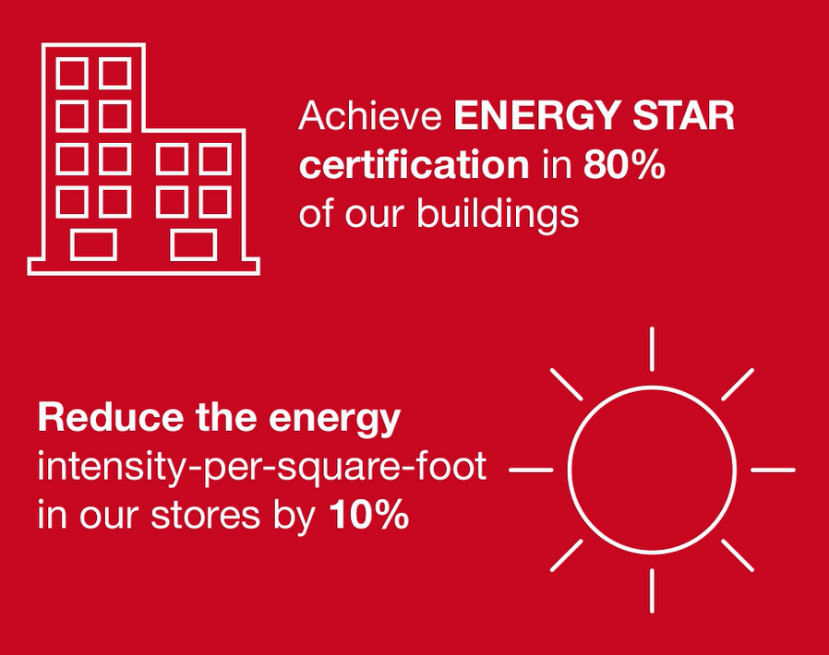 Achieve ENERGY STAR
certification in 80%
of our buildings
Reduce the energy
intensity-per-square-foot
in our stores by 10%